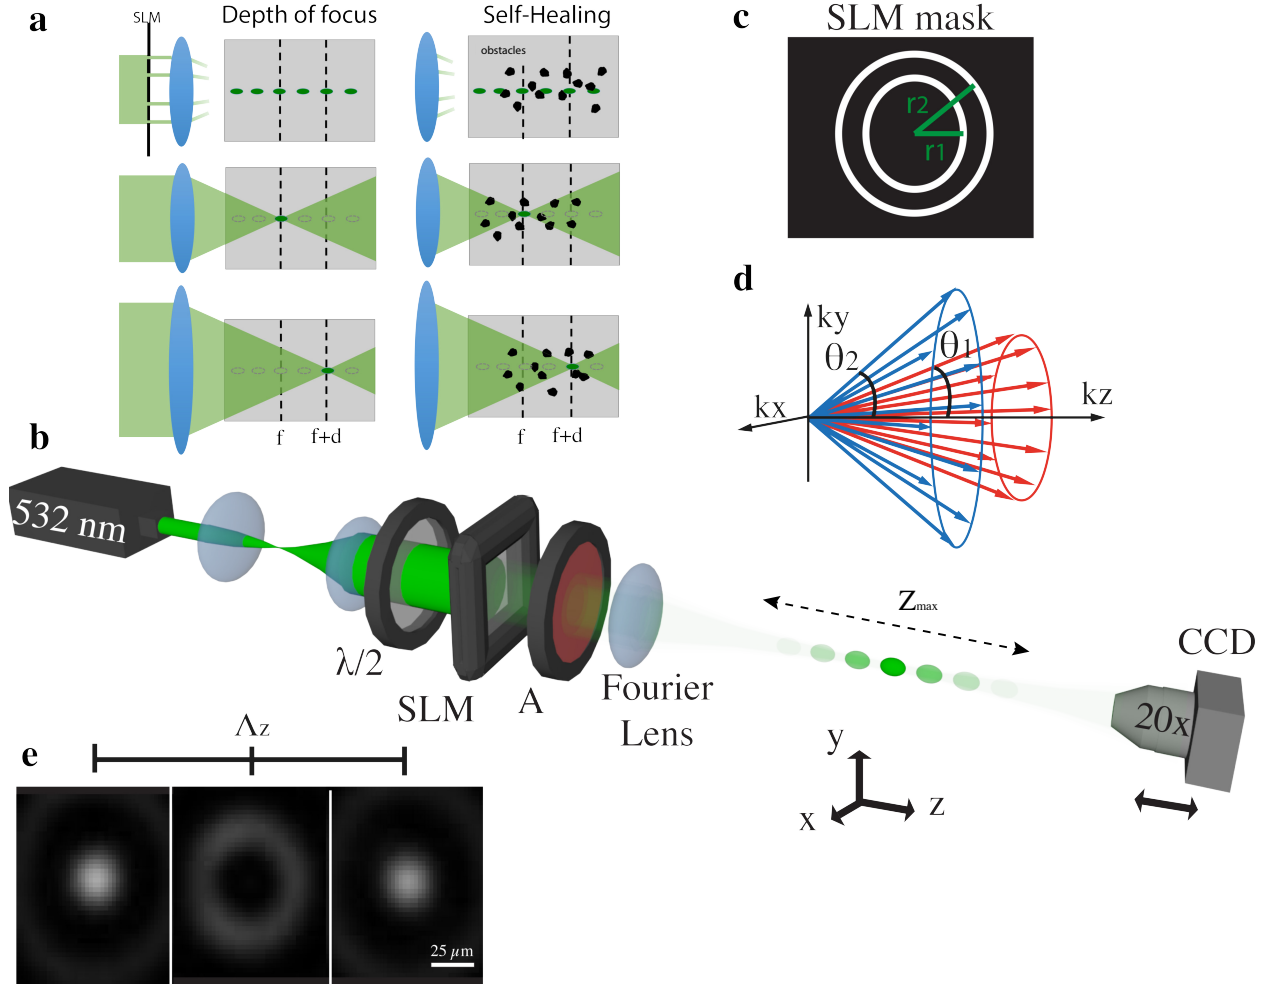 a
SLM
Depth of focus
Self-Healing
obstacles
f
f+d
f
f+d
c
SLM mask
r2
r1
d
ky
θ2
θ1
kx
kz
b
532 nm
λ/2
SLM
A
Fourier
Lens
zmax
CCD
20x
y
x
z
e
Λz
25 μm